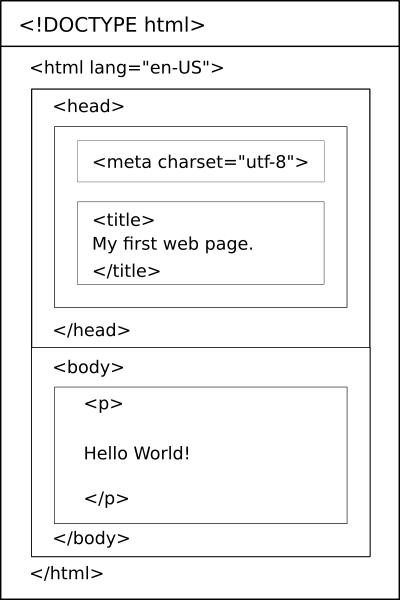 <!DOCTYPE html>
<html lang="en-US">
<head>
<meta charset="utf-8">
<title>
My first web page.
</title>
</head>
<body>
<p>
Hello World!
</p>
</body>
</html>